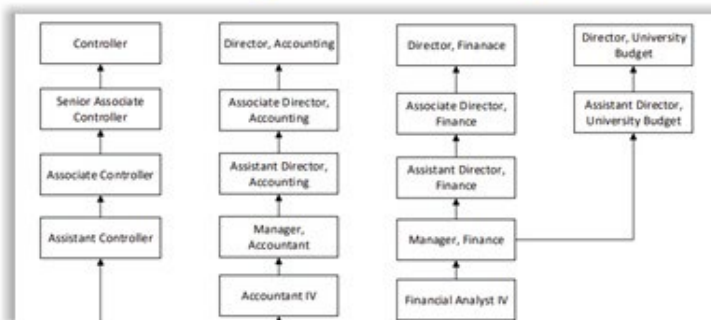 Controller
Director, Accounting
Director, Finanace
Director, University
Budget
Senior Associate
Controller
Associate Director,
Accounting
Associate Director,
Finance
Assistant Director,
University Budget
Associate Controller
Assistant Director,
Accounting
Assistant Director,
Finance
Assistant Controller
Manager,
Accountant
Manager, Finance
Accountant IV
Financial Analyst IV